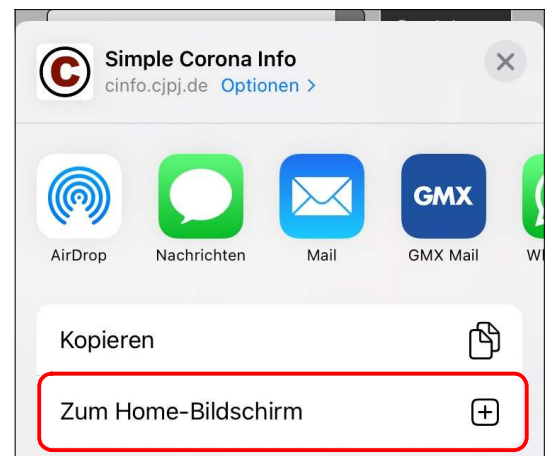 C
Simple Corona Info
cinfo.cjpj.de Optionen >
GMX
AirDrop Nachrichten Mail GMX Mail
Kopieren
Zum Home-Bildschirm